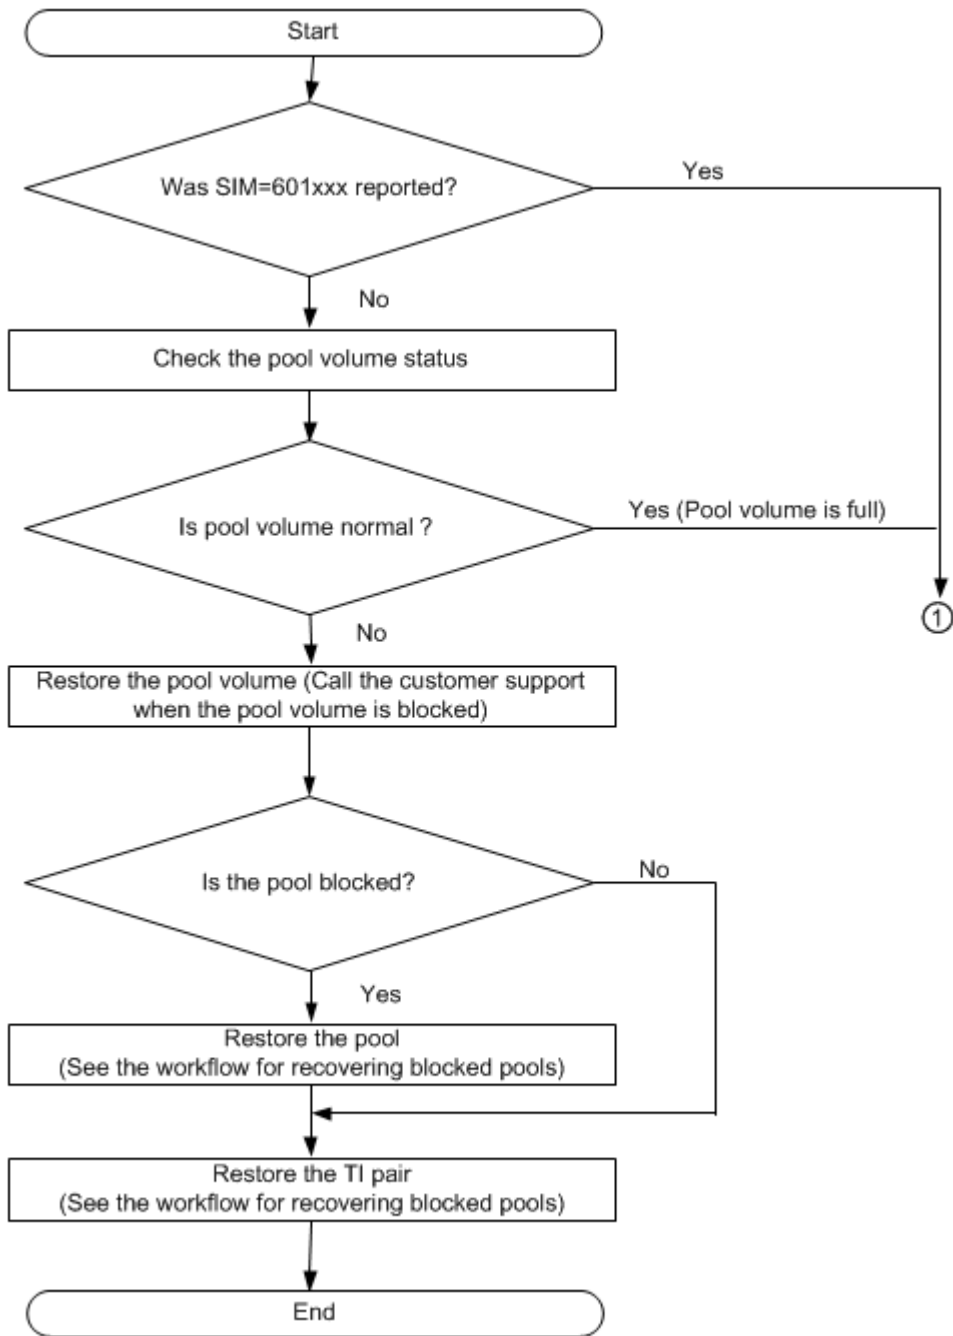 Start
Was SIM=601xxx reported?
Yes
No
Check the pool volume status
Is pool volume normal ?
Yes (Pool volume is full)
1
No
Restore the pool volume (Call the customer support
when the pool volume is blocked)
Is the pool blocked?
No
Yes
Restore the pool
(See the workflow for recovering blocked pools)
Restore the TI pair
(See the workflow for recovering blocked pools)
End